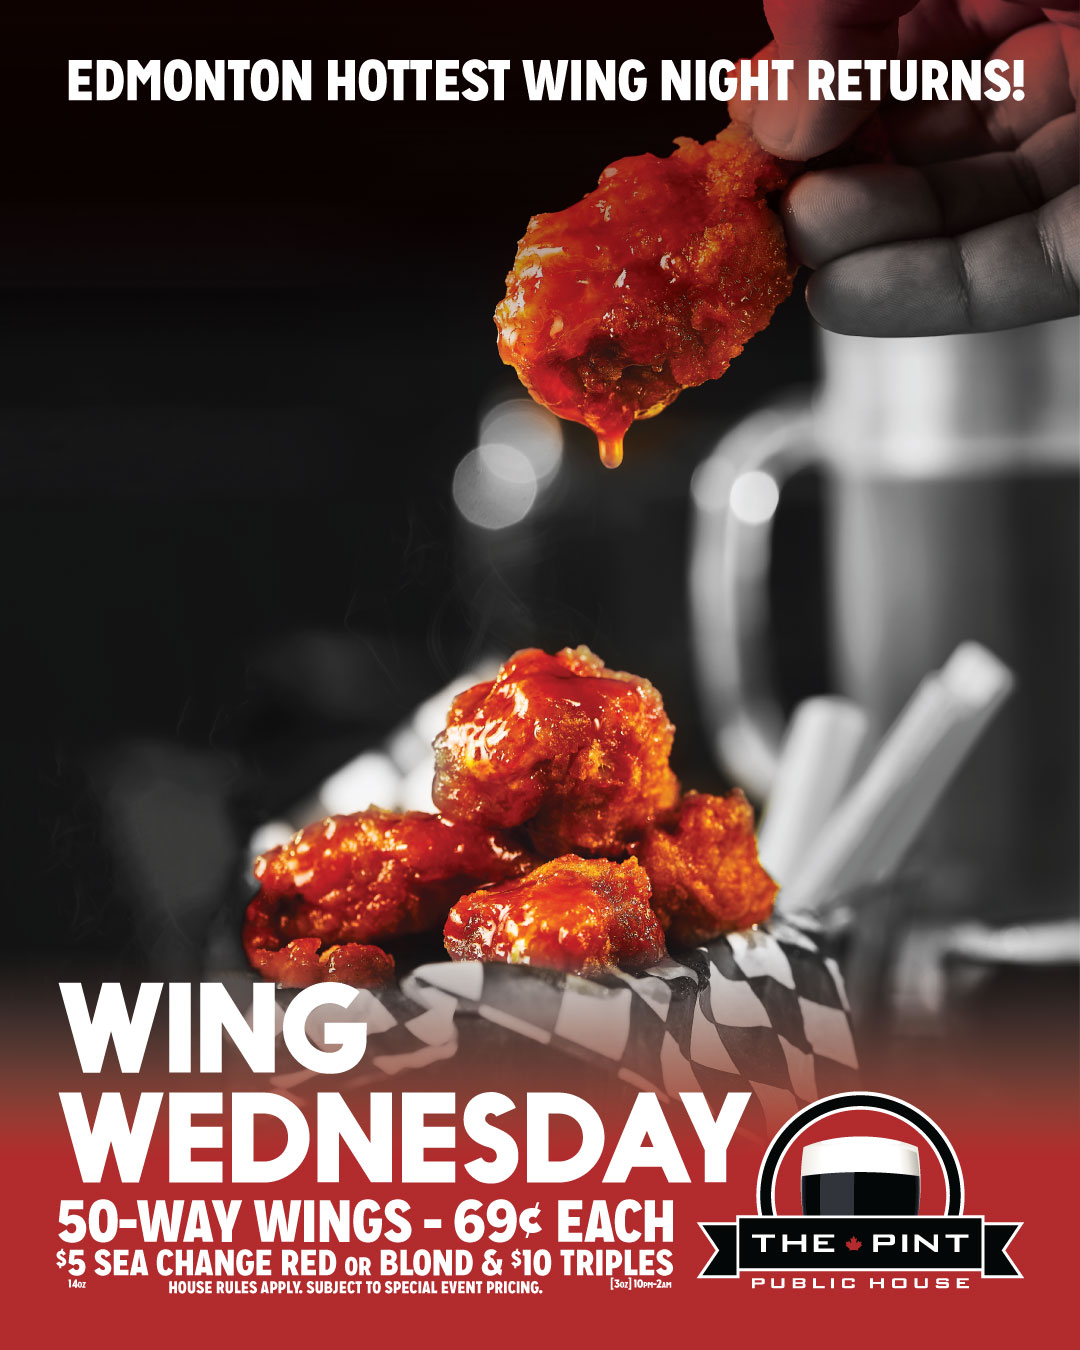 EDMONTON HOTTEST WING NIGHT RETURNS!
WING
WEDNESDAY
50-WAY WINGS - 69¢ EACH
$5 SEA CHANGE RED OR BLOND & $10 TRIPLES
14OZ HOUSE RULES APPLY. SUBJECT TO SPECIAL EVENT PRICING. [3OZ] 10PM-2AM
THE PINT
PUBLIC HOUSE